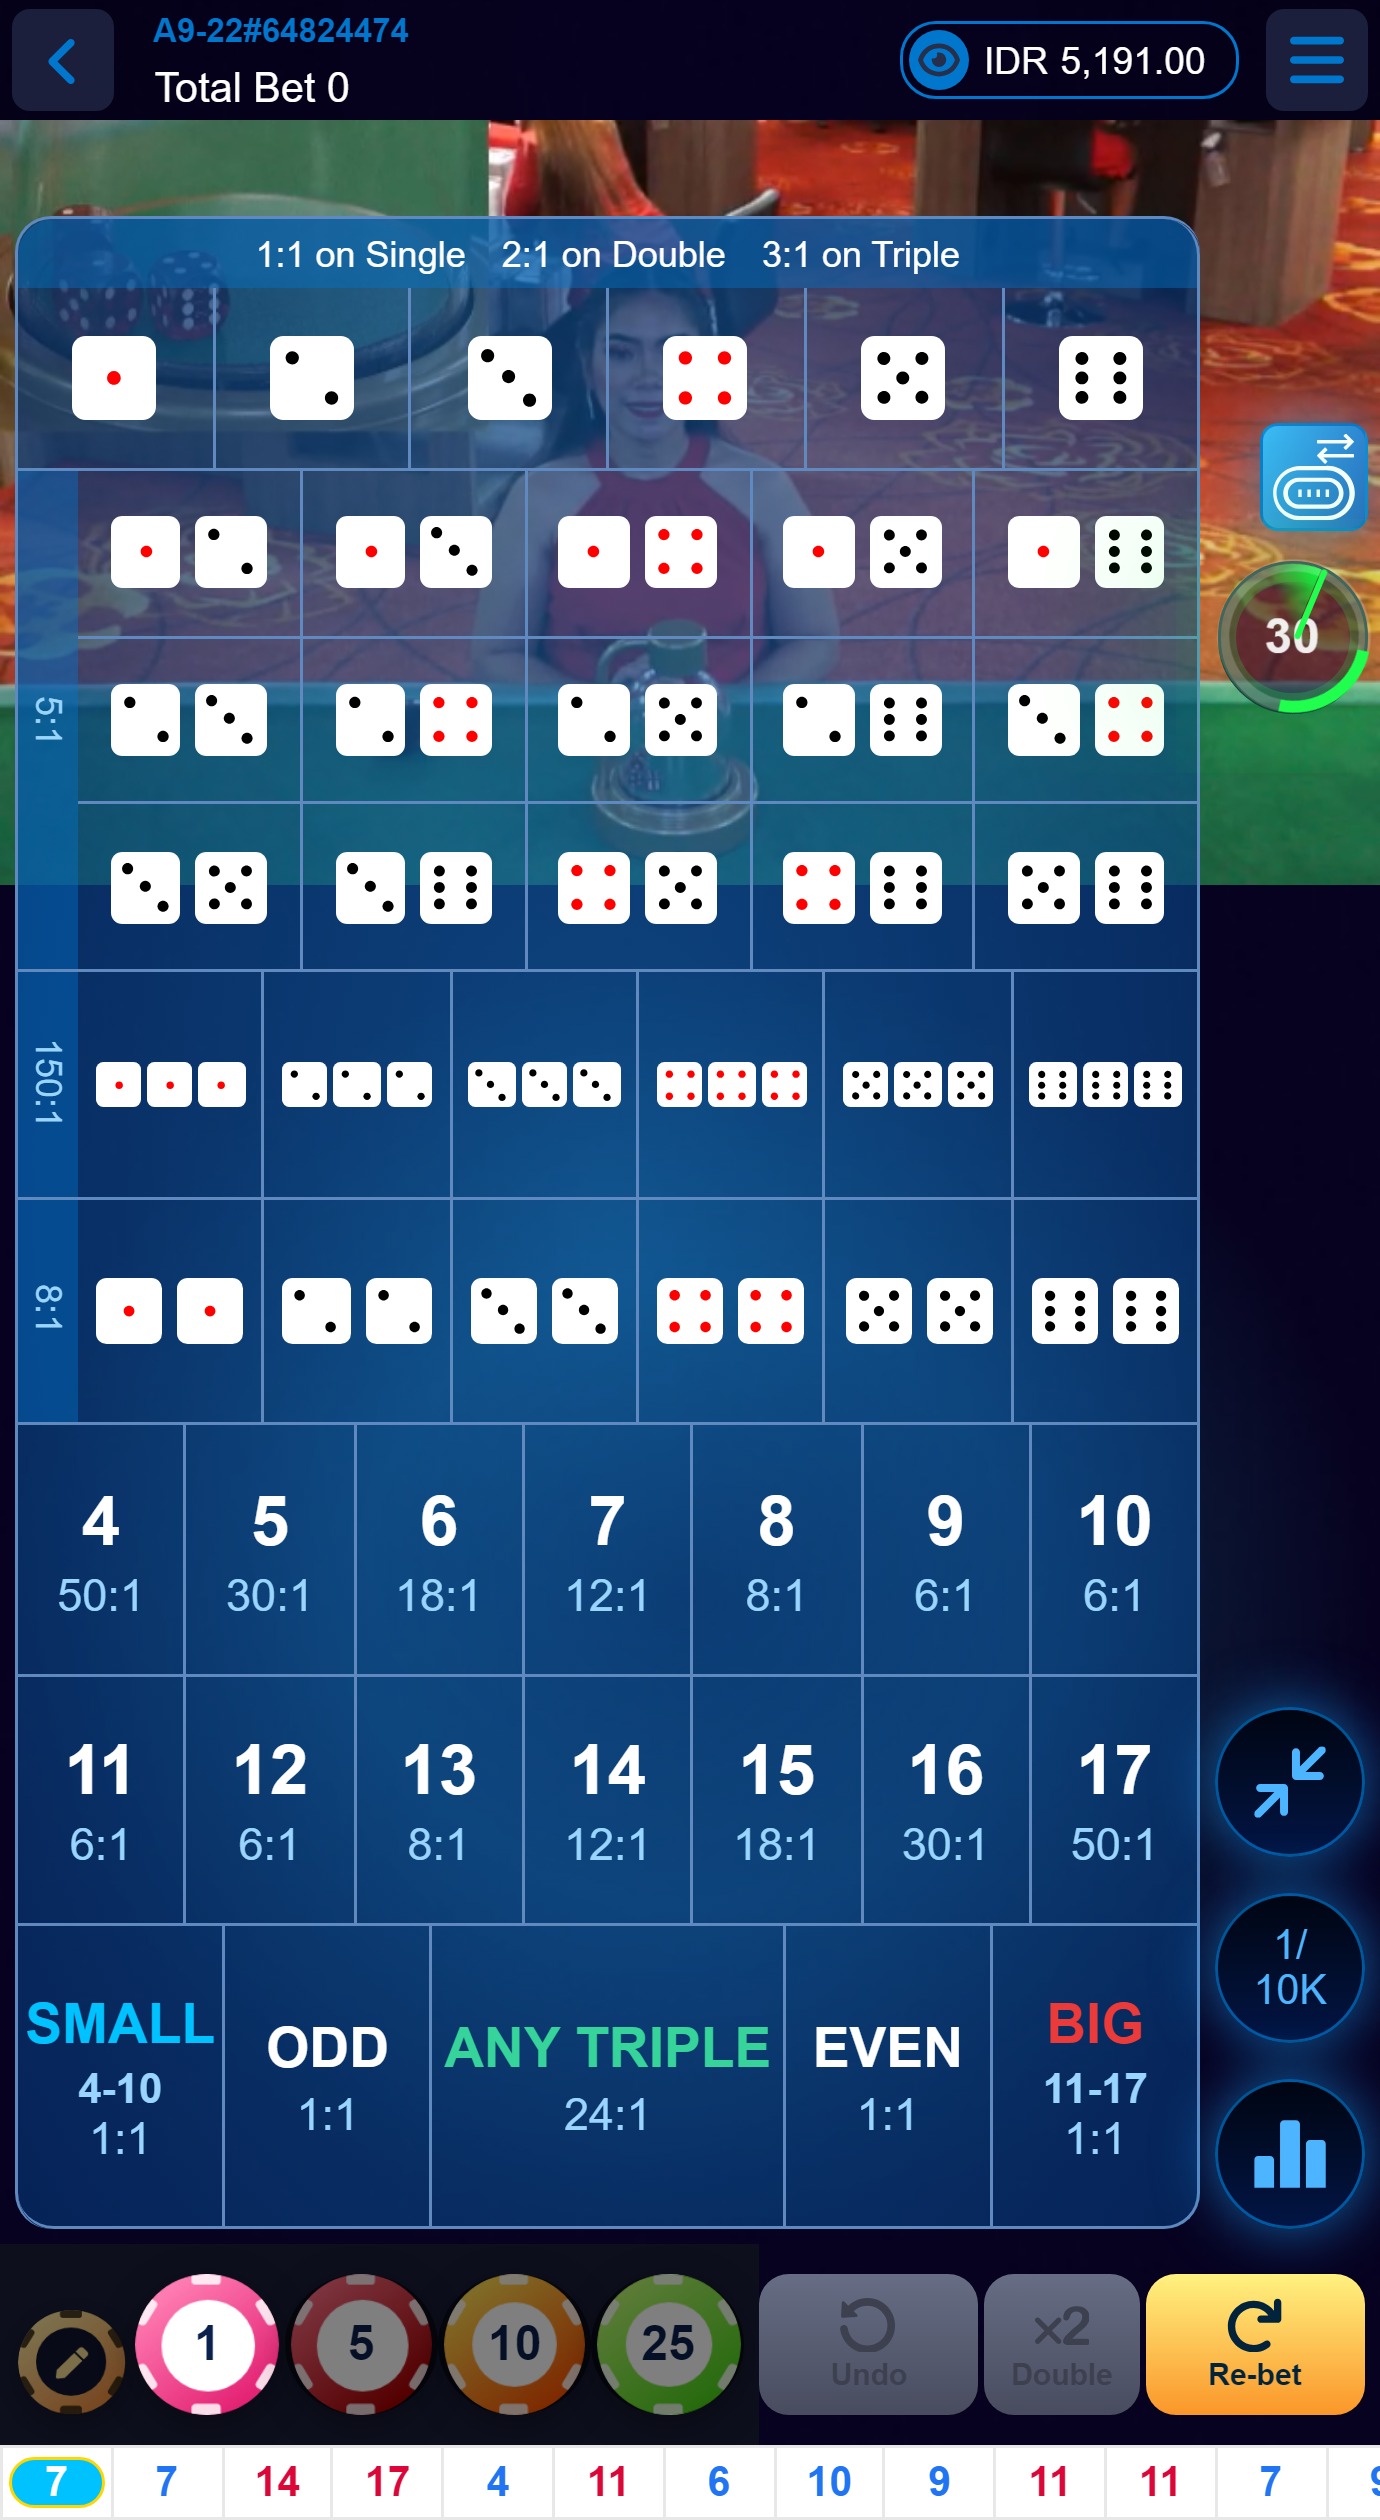 A9-22#64824474
Total Bet 0
IDR 5,191.00
1:1 on Single 2:1 on Double 3:1 on Triple
30
5:1
150:1
8:1
4 5 6 7 8 9 10
50:1 30:1 18:1 12:1 8:1 6:1 6:1
11 12 13 14 15 16 17
6:1 6:1 8:1 12:1 18:1 30:1 50:1
SMALL
4-10
1:1
ODD
1:1
ANY TRIPLE
24:1
EVEN
1:1
BIG
11-17
1:1
1/
10K
1 5 10 25
Undo
x2
Double
Re-bet
7 7 14 17 4 11 6 10 9 11 11 7